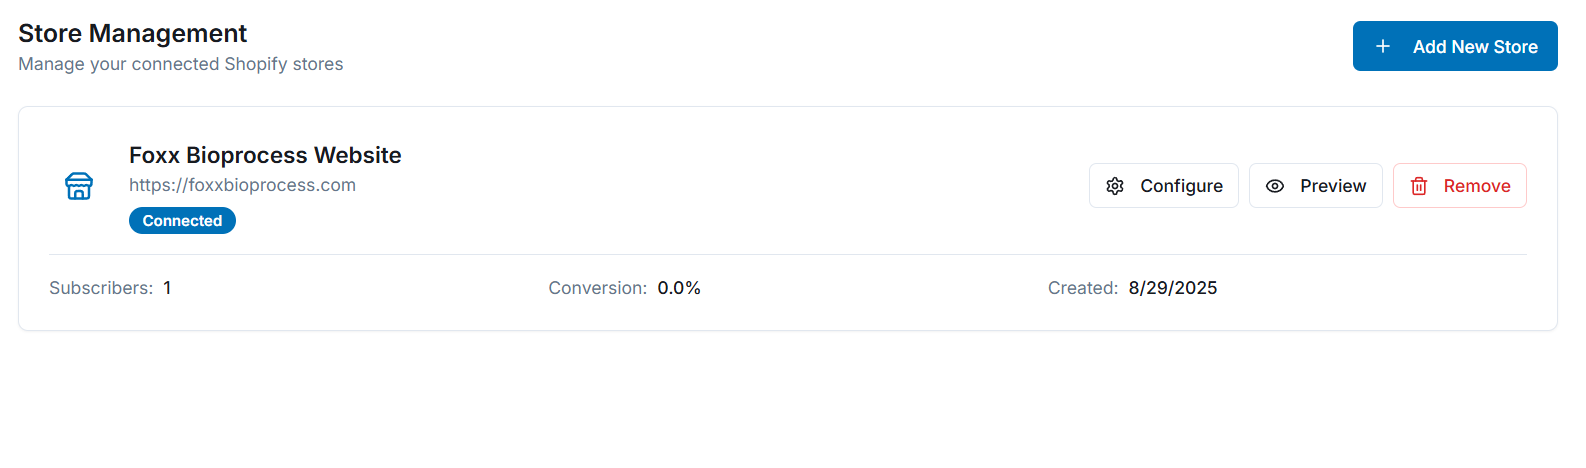 Store Management
Manage your connected Shopify stores
Add New Store
Foxx Bioprocess Website
https://foxxbioprocess.com
Connected
Configure
Preview
Remove
Subscribers: 1
Conversion: 0.0%
Created: 8/29/2025